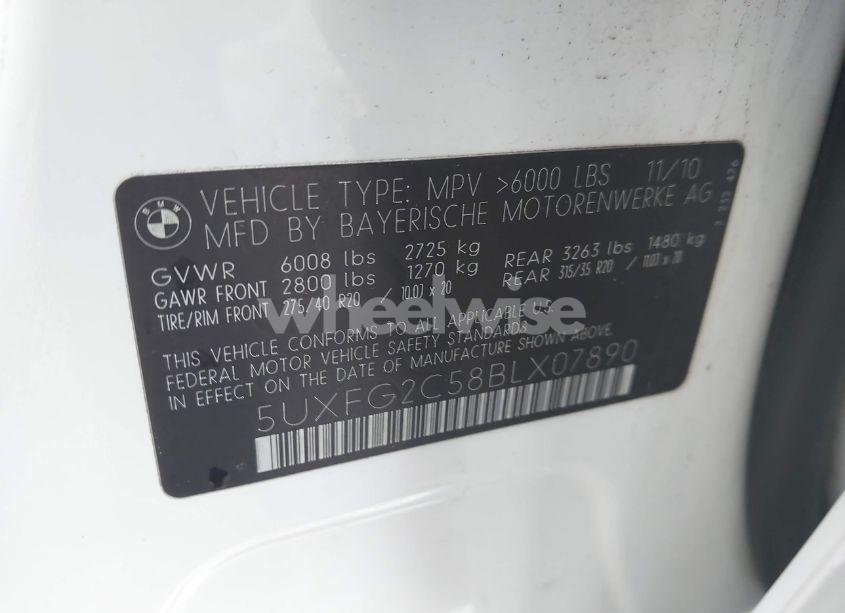 BMW
VEHICLE TYPE: MPV >6000 LBS 11/10
MFD BY BAYERISCHE MOTORENWERKE AG
GVWR 6008 lbs 2725 kg
GAWR FRONT 2800 lbs 1270 kg REAR 3263 lbs 1480 kg
TIRE/RIM FRONT 275/40 R20 / 10.0J x 20 REAR 315/35 R20 / 11.0J x 20
wheelwise
THIS VEHICLE CONFORMS TO ALL APPLICABLE U.S.
FEDERAL MOTOR VEHICLE SAFETY STANDARDS
IN EFFECT ON THE DATE OF MANUFACTURE SHOWN ABOVE.
5UXFG2C58BLX07890